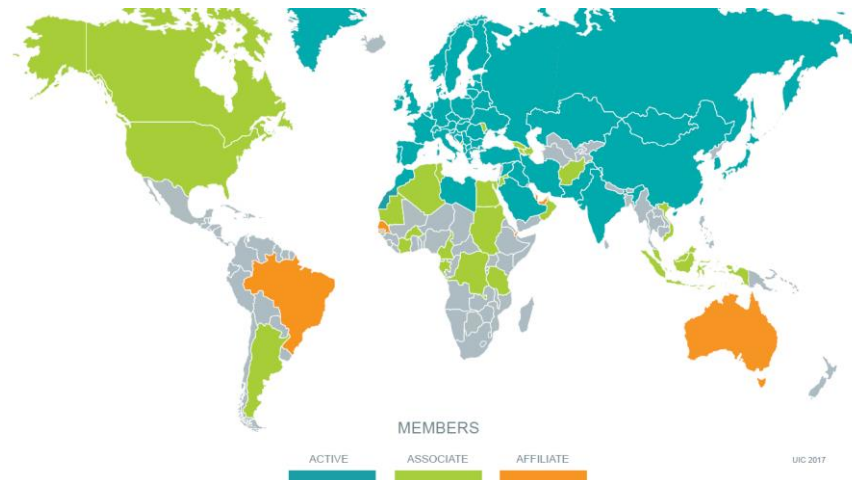 MEMBERS
ACTIVE ASSOCIATE AFFILIATE
UIC 2017